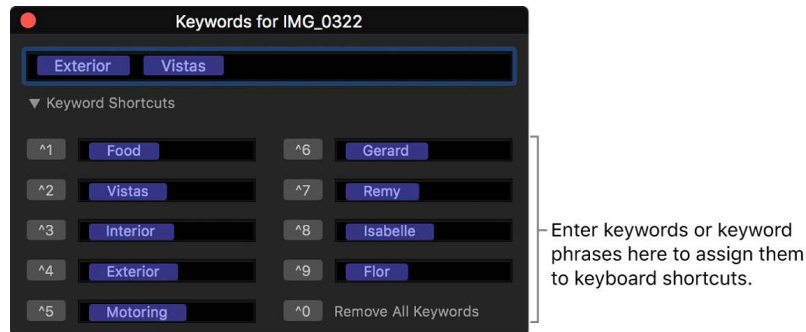 Keywords for IMG_0322
Exterior Vistas
▼ Keyword Shortcuts
^1 Food ^6 Gerard
^2 Vistas ^7 Remy
^3 Interior ^8 Isabelle
^4 Exterior ^9 Flor
^5 Motoring ^0 Remove All Keywords
Enter keywords or keyword
phrases here to assign them
to keyboard shortcuts.